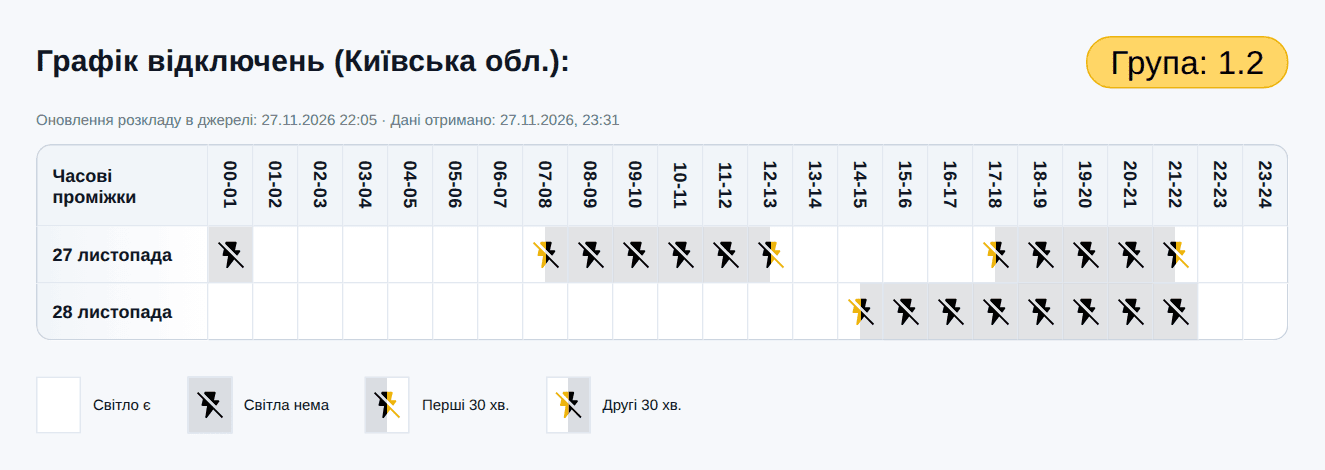 Графік відключень (Київська обл.):
Група: 1.2
Оновлення розкладу в джерелі: 27.11.2026 22:05 · Дані отримано: 27.11.2026, 23:31
Часові
проміжки
00-01
01-02
02-03
03-04
04-05
05-06
06-07
07-08
08-09
09-10
10-11
11-12
12-13
13-14
14-15
15-16
16-17
17-18
18-19
19-20
20-21
21-22
22-23
23-24
27 листопада
28 листопада
Світло є
Світла нема
Перші 30 хв.
Другі 30 хв.